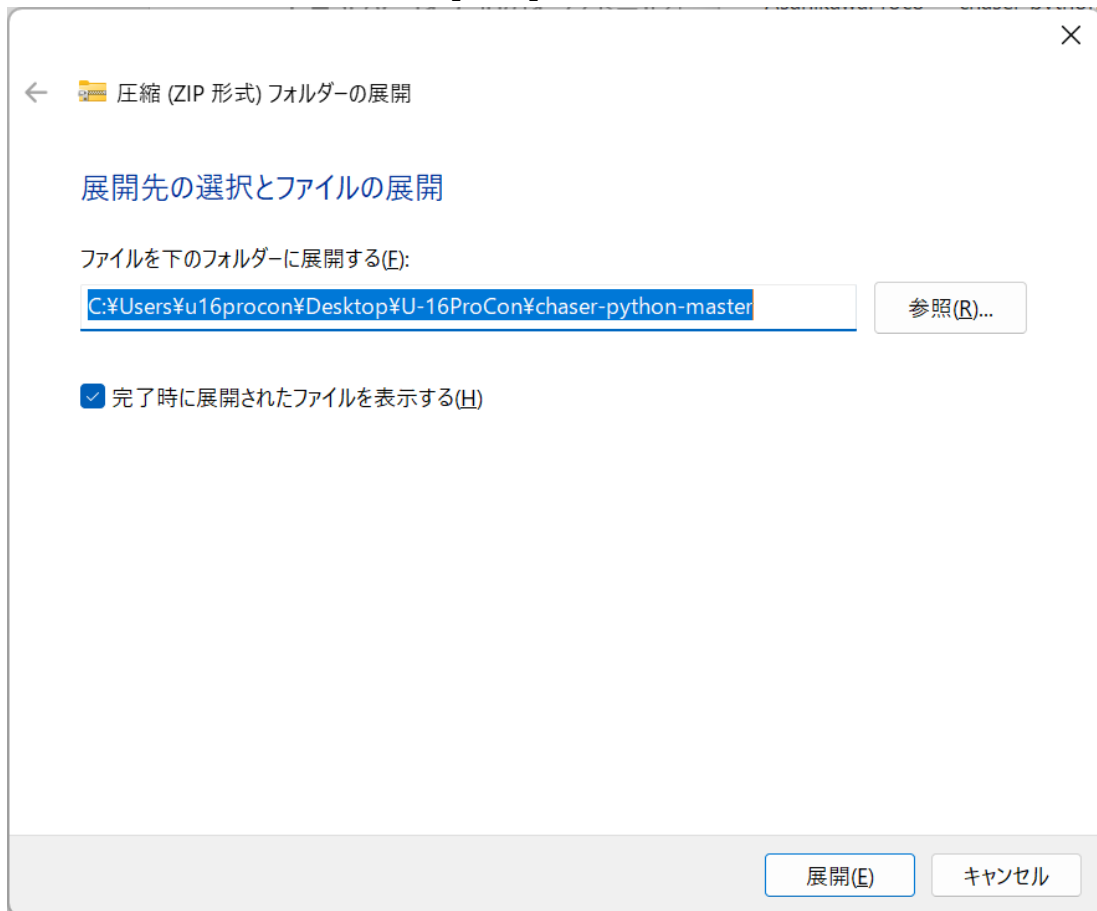 圧縮 (ZIP 形式) フォルダーの展開
展開先の選択とファイルの展開
ファイルを下のフォルダーに展開する(F):
C:¥Users¥u16procon¥Desktop¥U-16ProCon¥chaser-python-master
参照(R)...
完了時に展開されたファイルを表示する(H)
展開(E)
キャンセル